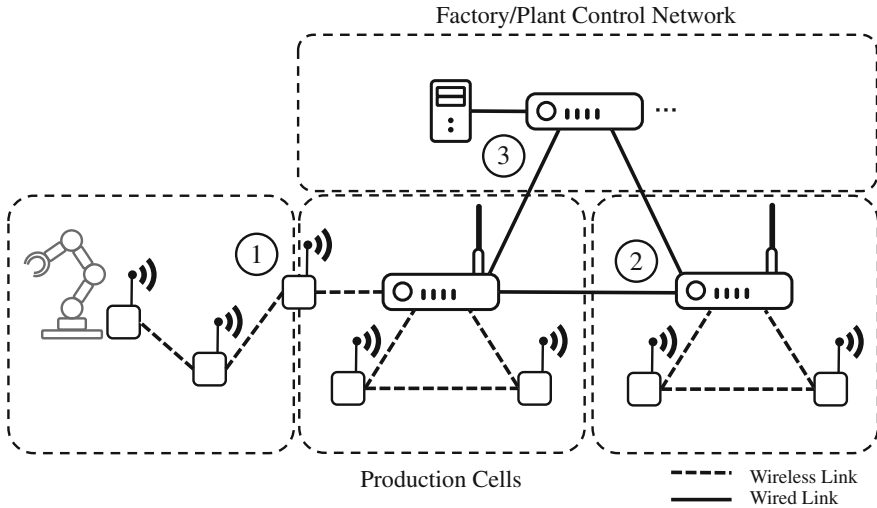 Factory/Plant Control Network
...
3
1
2
Production Cells
Wireless Link
Wired Link